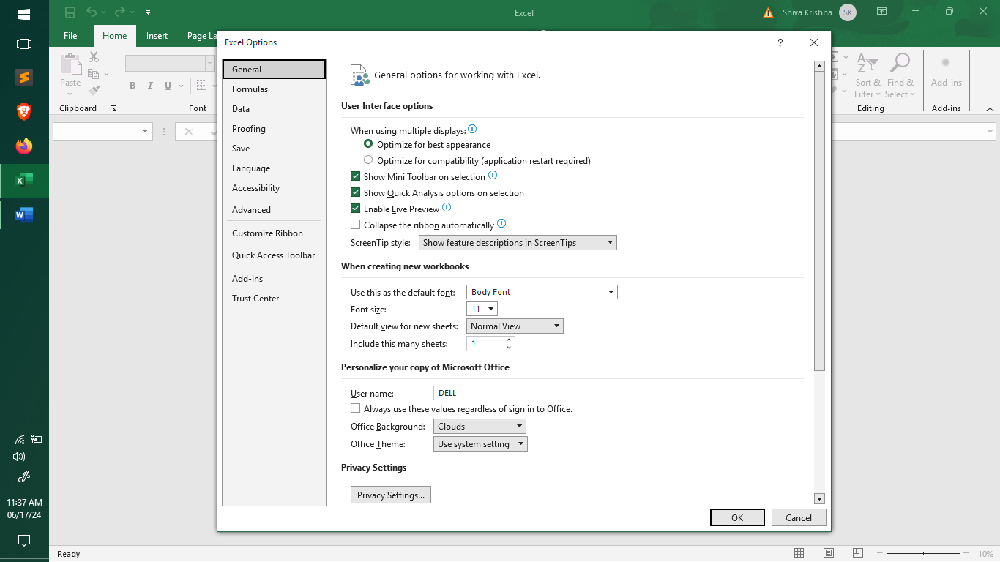 Excel
Shiva Krishna
SK
File
Home
Insert
Page La
Paste
Clipboard
B I U
Font
Sort & Filter
Find & Select
Editing
Add-ins
Add-ins
Excel Options
?
General
Formulas
Data
Proofing
Save
Language
Accessibility
Advanced
Customize Ribbon
Quick Access Toolbar
Add-ins
Trust Center
General options for working with Excel.
User Interface options
When using multiple displays:
Optimize for best appearance
Optimize for compatibility (application restart required)
Show Mini Toolbar on selection
Show Quick Analysis options on selection
Enable Live Preview
Collapse the ribbon automatically
ScreenTip style: Show feature descriptions in ScreenTips
When creating new workbooks
Use this as the default font: Body Font
Font size: 11
Default view for new sheets: Normal View
Include this many sheets: 1
Personalize your copy of Microsoft Office
User name: DELL
Always use these values regardless of sign in to Office.
Office Background: Clouds
Office Theme: Use system setting
Privacy Settings
Privacy Settings...
OK
Cancel
11:37 AM
06/17/24
Ready
10%